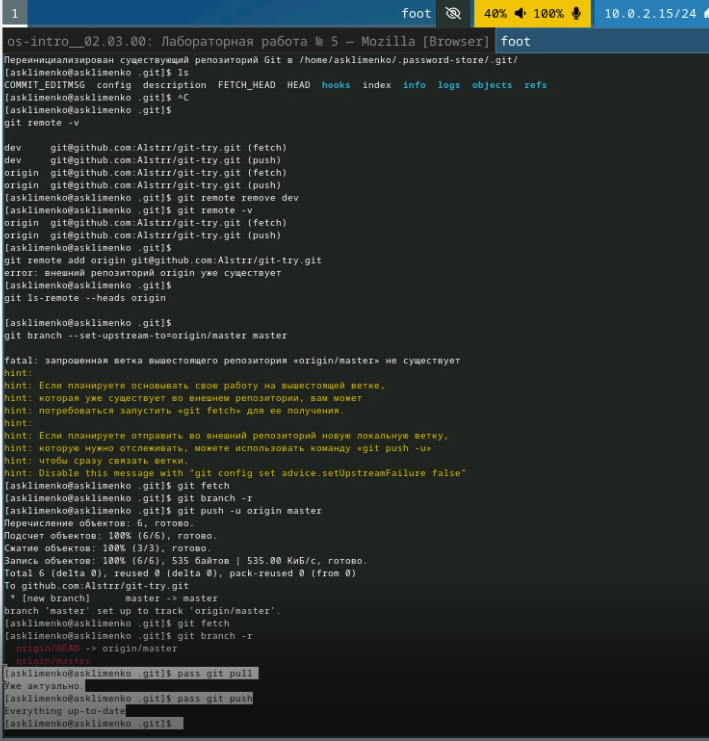 1
foot
40% 100%
10.0.2.15/24
os-intro__02.03.00: Лабораторная работа № 5 — Mozilla [Browser]
foot
Переинициализирован существующий репозиторий Git в /home/asklimenko/.password-store/.git/
[asklimenko@asklimenko .git]$ ls
COMMIT_EDITMSG config description FETCH_HEAD HEAD hooks index info logs objects refs
[asklimenko@asklimenko .git]$ ^C
[asklimenko@asklimenko .git]$
git remote -v
dev git@github.com:Alstrr/git-try.git (fetch)
dev git@github.com:Alstrr/git-try.git (push)
origin git@github.com:Alstrr/git-try.git (fetch)
origin git@github.com:Alstrr/git-try.git (push)
[asklimenko@asklimenko .git]$ git remote remove dev
[asklimenko@asklimenko .git]$ git remote -v
origin git@github.com:Alstrr/git-try.git (fetch)
origin git@github.com:Alstrr/git-try.git (push)
[asklimenko@asklimenko .git]$
git remote add origin git@github.com:Alstrr/git-try.git
error: внешний репозиторий origin уже существует
[asklimenko@asklimenko .git]$
git ls-remote --heads origin
[asklimenko@asklimenko .git]$
git branch --set-upstream-to=origin/master master
fatal: запрошенная ветка вышестоящего репозитория «origin/master» не существует
hint:
hint: Если планируете основывать свою работу на вышестоящей ветке,
hint: которая уже существует во внешнем репозитории, вам может
hint: потребоваться запустить «git fetch» для ее получения.
hint:
hint: Если планируете отправить во внешний репозиторий новую локальную ветку,
hint: которую нужно отслеживать, можете использовать команду «git push -u»
hint: чтобы сразу связать ветки.
hint: Disable this message with "git config set advice.setUpstreamFailure false"
[asklimenko@asklimenko .git]$ git fetch
[asklimenko@asklimenko .git]$ git branch -r
[asklimenko@asklimenko .git]$ git push -u origin master
Перечисление объектов: 6, готово.
Подсчет объектов: 100% (6/6), готово.
Сжатие объектов: 100% (3/3), готово.
Запись объектов: 100% (6/6), 535 байтов | 535.00 КиБ/с, готово.
Total 6 (delta 0), reused 0 (delta 0), pack-reused 0 (from 0)
To github.com:Alstrr/git-try.git
* [new branch] master -> master
branch 'master' set up to track 'origin/master'.
[asklimenko@asklimenko .git]$ git fetch
[asklimenko@asklimenko .git]$ git branch -r
origin/HEAD -> origin/master
origin/master
[asklimenko@asklimenko .git]$ pass git pull
Уже актуально.
[asklimenko@asklimenko .git]$ pass git push
Everything up-to-date
[asklimenko@asklimenko .git]$